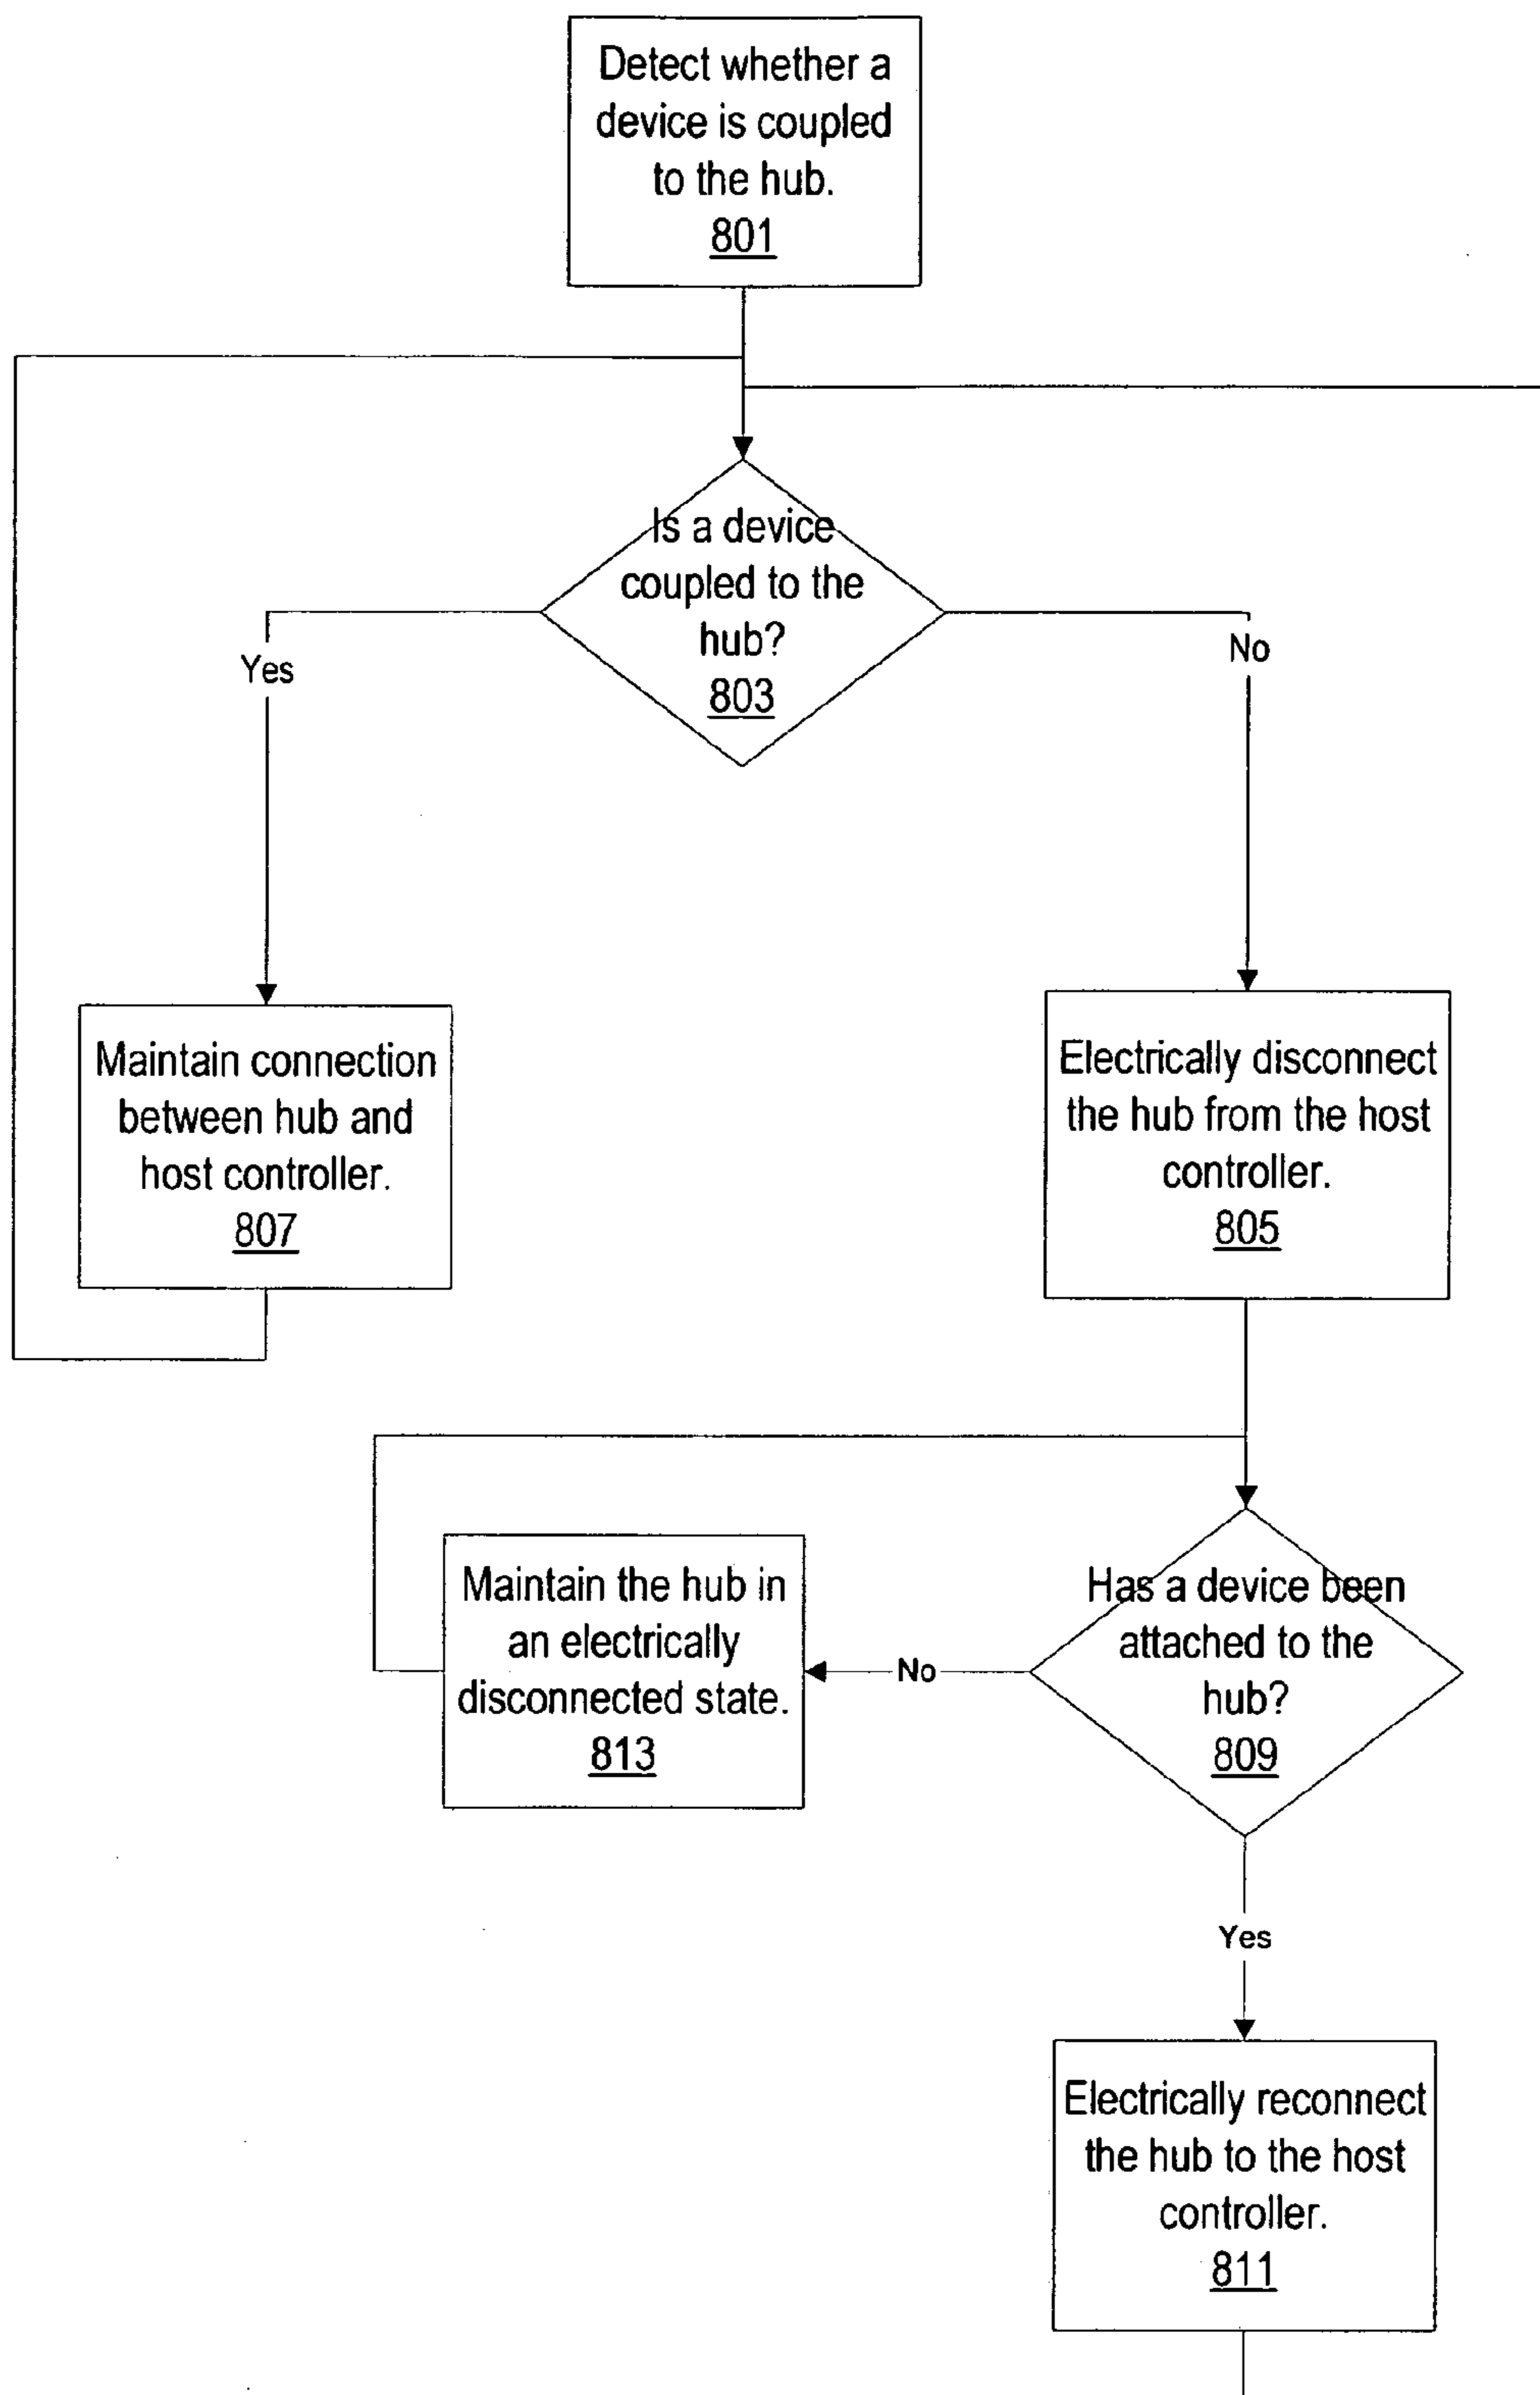 Detect whether a
device is coupled
to the hub.
801
Is a device
coupled to the
hub?
803
Yes
No
Maintain connection
between hub and
host controller.
807
Electrically disconnect
the hub from the host
controller.
805
Maintain the hub in
an electrically
disconnected state.
813
No
Has a device been
attached to the
hub?
809
Yes
Electrically reconnect
the hub to the host
controller.
811